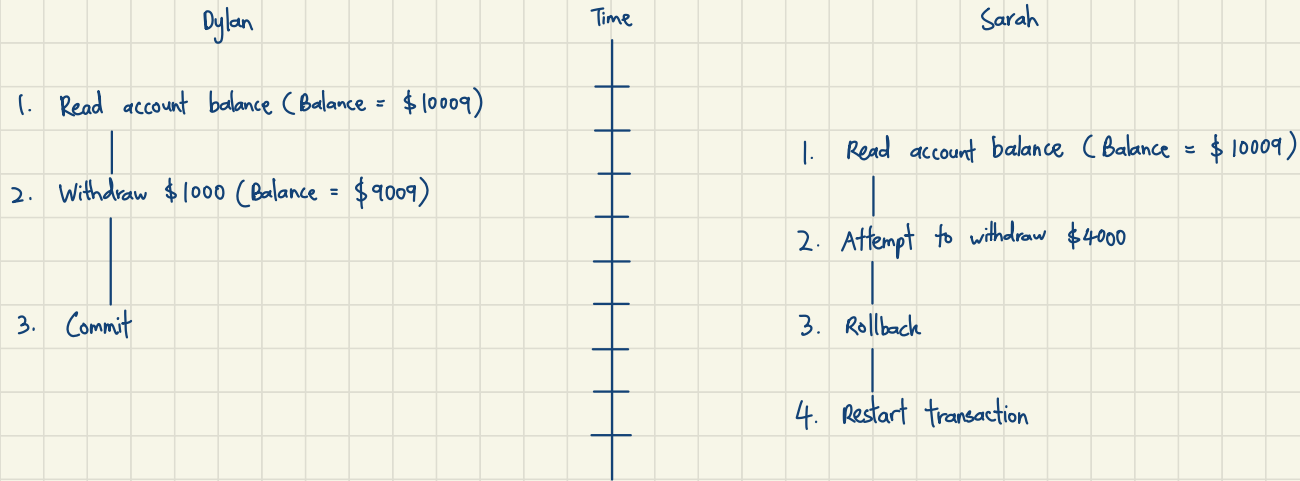 Dylan
Time
Sarah
1. Read account balance (Balance = $10009)
1. Read account balance (Balance = $10009)
2. Withdraw $1000 (Balance = $9009)
2. Attempt to withdraw $4000
3. Commit
3. Rollback
4. Restart transaction